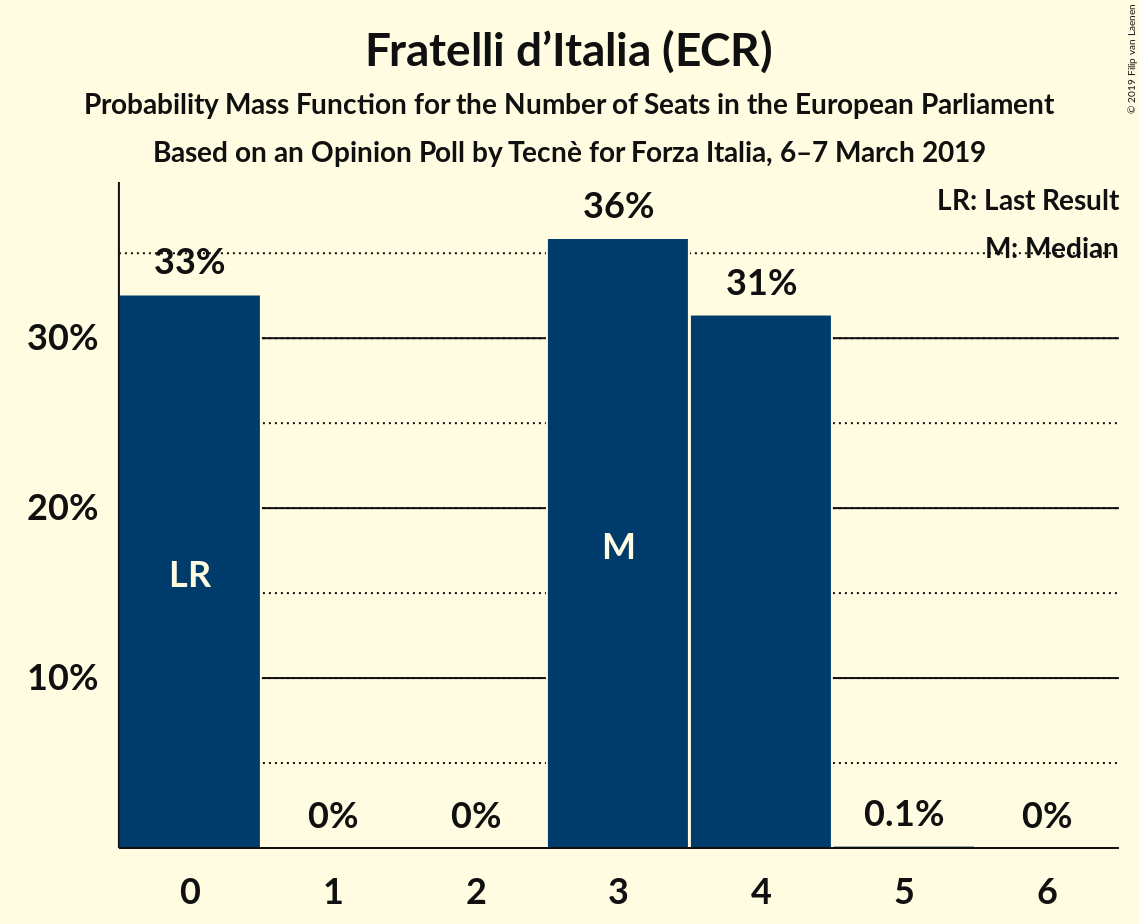 Fratelli d’Italia (ECR)
Probability Mass Function for the Number of Seats in the European Parliament
Based on an Opinion Poll by Tecnè for Forza Italia, 6–7 March 2019
© 2019 Filip van Laenen
LR: Last Result
M: Median
33%
0%
0%
36%
31%
0.1%
0%
30%
20%
10%
LR
M
0
1
2
3
4
5
6